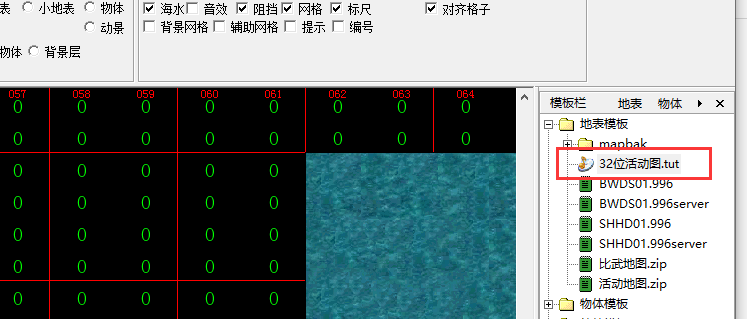 表 小地表 物体 海水 音效 阻挡 网格 标尺 对齐格子
动景 背景网格 辅助网格 提示 编号
物体 背景层
057 058 059 060 061 062 063 064
0 0 0 0 0 0 0 0
0 0 0 0 0 0 0 0
0 0 0 0 0
0 0 0 0 0
0 0 0 0 0
0 0 0 0 0
模板栏 地表 物体
地表模板
mapbak
32位活动图.tut
BWDS01.996
BWDS01.996server
SHHD01.996
SHHD01.996server
比武地图.zip
活动地图.zip
物体模板